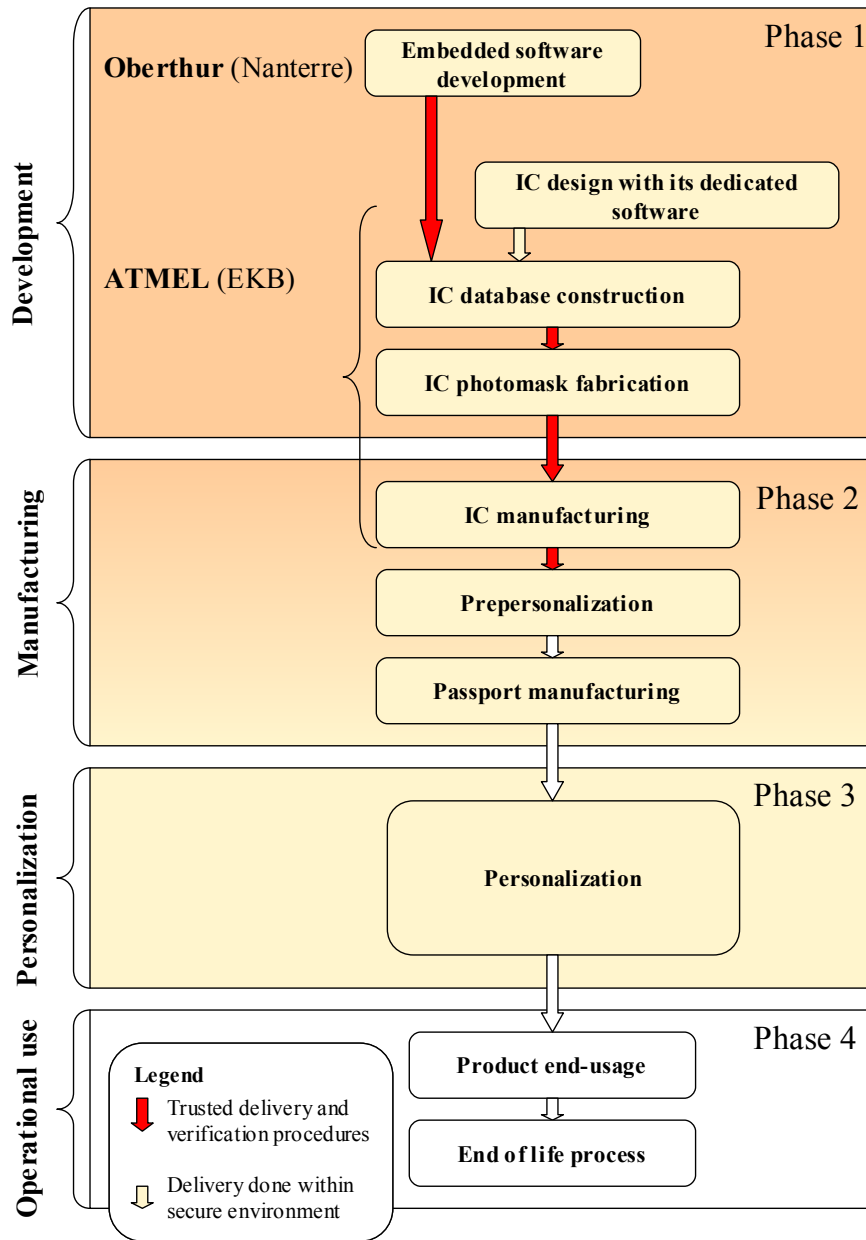 Phase 1
Oberthur (Nanterre)
Embedded software
development
IC design with its dedicated
software
Development
ATMEL (EKB)
IC database construction
IC photomask fabrication
Phase 2
Manufacturing
IC manufacturing
Prepersonalization
Passport manufacturing
Phase 3
Personalization
Personalization
Phase 4
Operational use
Product end-usage
End of life process
Legend
Trusted delivery and
verification procedures
Delivery done within
secure environment